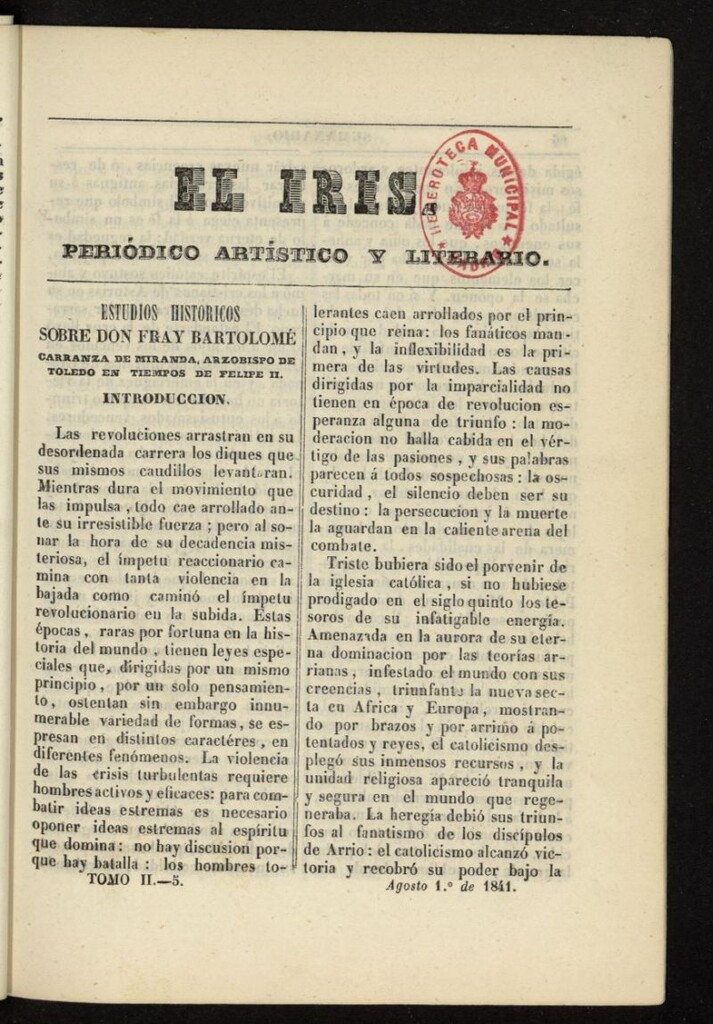 EL IRIS.
HEMEROTECA MUNICIPAL
MADRID
PERIÓDICO ARTÍSTICO Y LITERARIO.
ESTUDIOS HISTORICOS
SOBRE DON FRAY BARTOLOMÉ
CARRANZA DE MIRANDA, ARZOBISPO DE
TOLEDO EN TIEMPOS DE FELIPE II.
INTRODUCCION.
Las revoluciones arrastran en su
desordenada carrera los diques que
sus mismos caudillos levantaran.
Mientras dura el movimiento que
las impulsa, todo cae arrollado an-
te su irresistible fuerza; pero al so-
nar la hora de su decadencia mis-
teriosa, el ímpetu reaccionario ca-
mina con tanta violencia en la
bajada como caminó el ímpetu
revolucionario en la subida. Estas
épocas, raras por fortuna en la his-
toria del mundo, tienen leyes espe-
ciales que, dirigidas por un mismo
principio, por un solo pensamien-
to, ostentan sin embargo innu-
merable variedad de formas, se es-
presan en distintos caractéres, en
diferentes fenómenos. La violencia
de las crisis turbulentas requiere
hombres activos y eficaces: para com-
batir ideas estremas es necesario
oponer ideas estremas al espíritu
que domina: no hay discusion por-
que hay batalla: los hombres to-
TOMO II.—5.
lerantes caen arrollados por el prin-
cipio que reina: los fanáticos man-
dan, y la inflexibilidad es la pri-
mera de las virtudes. Las causas
dirigidas por la imparcialidad no
tienen en época de revolucion es-
peranza alguna de triunfo: la mo-
deracion no halla cabida en el vér-
tigo de las pasiones, y sus palabras
parecen á todos sospechosas: la os-
curidad, el silencio deben ser su
destino: la persecucion y la muerte
la aguardan en la caliente arena del
combate.
Triste bubiera sido el porvenir de
la iglesia católica, si no hubiese
prodigado en el siglo quinto los te-
soros de su infatigable energía.
Amenazada en la aurora de su eter-
na dominacion por las teorías ar-
rianas, infestado el mundo con sus
creencias, triunfante la nueva sec-
ta en Africa y Europa, mostran-
do por brazos y por arrimo á po-
tentados y reyes, el catolicismo des-
plegó sus inmensos recursos, y la
unidad religiosa apareció tranquila
y segura en el mundo que rege-
neraba. La heregía debió sus triun-
fos al fanatismo de los discípulos
de Arrio: el catolicismo alcanzó vic-
toria y recobró su poder bajo la
Agosto 1.º de 1841.